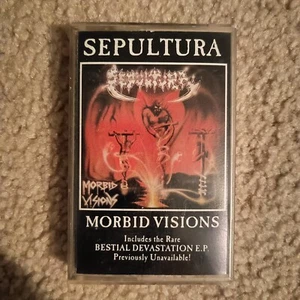 SEPULTURA
SEPULTURA
MORBID
VISIONS
MORBID VISIONS
Includes the Rare
BESTIAL DEVASTATION E.P.
Previously Unavailable!